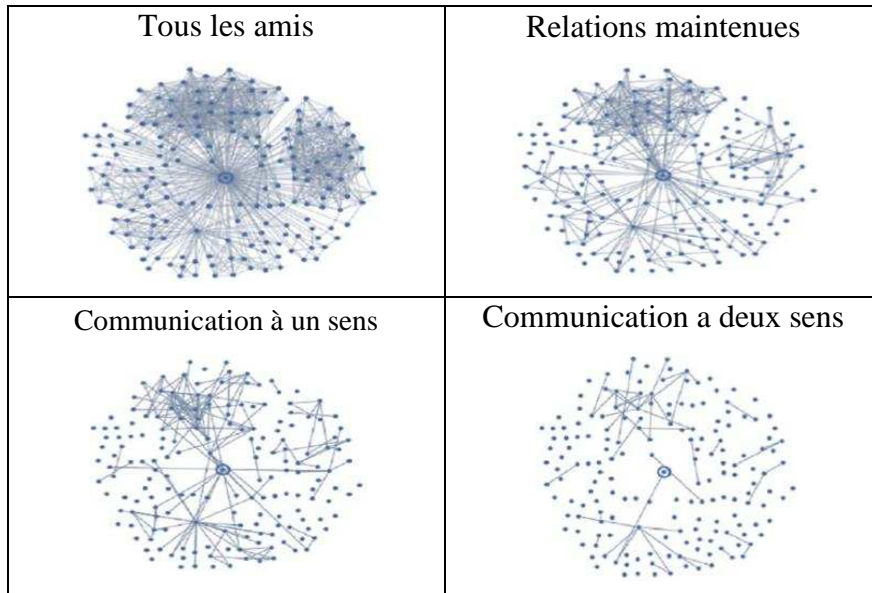 Tous les amis
Relations maintenues
Communication à un sens
Communication a deux sens